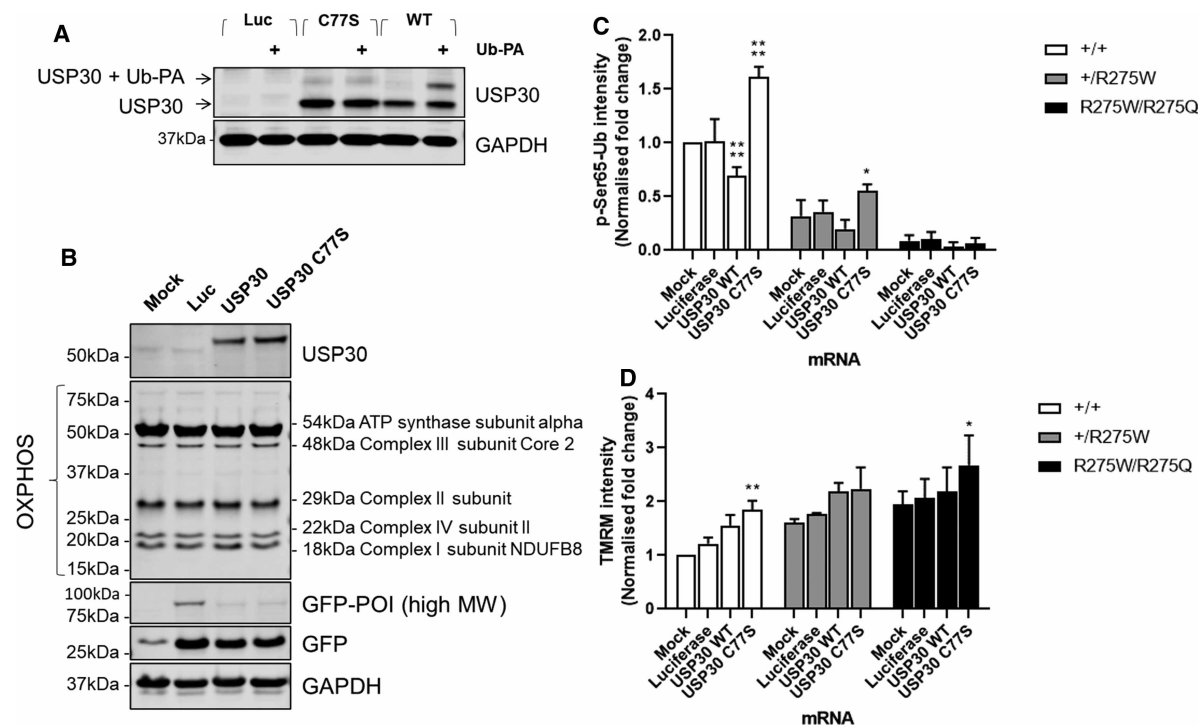 A
Luc C77S WT
+ + + Ub-PA
USP30 + Ub-PA
USP30
USP30
37kDa
GAPDH
B
Mock
Luc
USP30
USP30 C77S
50kDa
USP30
OXPHOS
75kDa
50kDa
37kDa
25kDa
20kDa
15kDa
54kDa ATP synthase subunit alpha
48kDa Complex III subunit Core 2
29kDa Complex II subunit
22kDa Complex IV subunit II
18kDa Complex I subunit NDUFB8
100kDa
75kDa
GFP-POI (high MW)
25kDa
GFP
37kDa
GAPDH
C
p-Ser65-Ub intensity
(Normalised fold change)
2.0
1.5
1.0
0.5
0.0
**
**
**
**
*
Mock
Luciferase
USP30 WT
USP30 C77S
Mock
Luciferase
USP30 WT
USP30 C77S
Mock
Luciferase
USP30 WT
USP30 C77S
mRNA
+/+
+/R275W
R275W/R275Q
D
TMRM intensity
(Normalised fold change)
4
3
2
1
0
**
*
Mock
Luciferase
USP30 WT
USP30 C77S
Mock
Luciferase
USP30 WT
USP30 C77S
Mock
Luciferase
USP30 WT
USP30 C77S
mRNA
+/+
+/R275W
R275W/R275Q